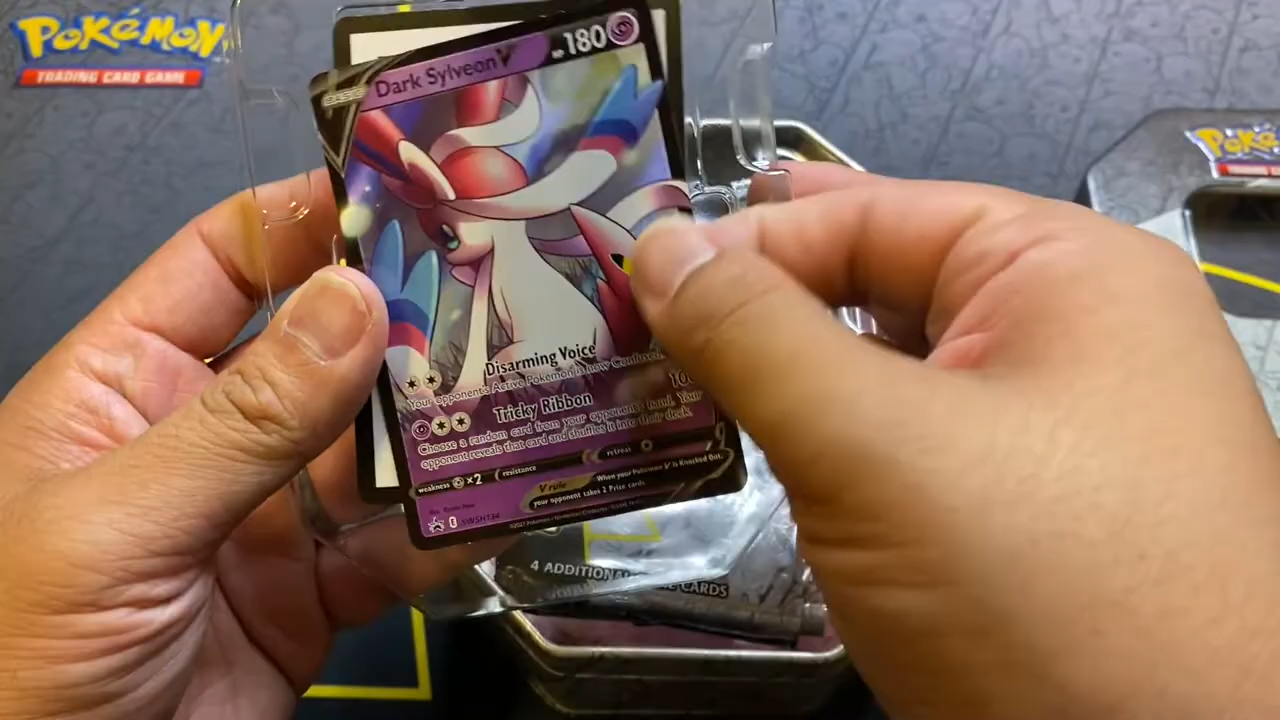 POKéMON
TRADING CARD GAME
BASIC
Dark Sylveon V
HP 180
Disarming Voice
Your opponent's Active Pokémon is now Confused.
Tricky Ribbon 100
Choose a random card from your opponent's hand. Your
opponent reveals that card and shuffles it into their deck.
weakness ×2 resistance retreat
V rule When your Pokémon V is Knocked Out,
your opponent takes 2 Prize cards.
SWSH134
4 ADDITIONAL
CARDS